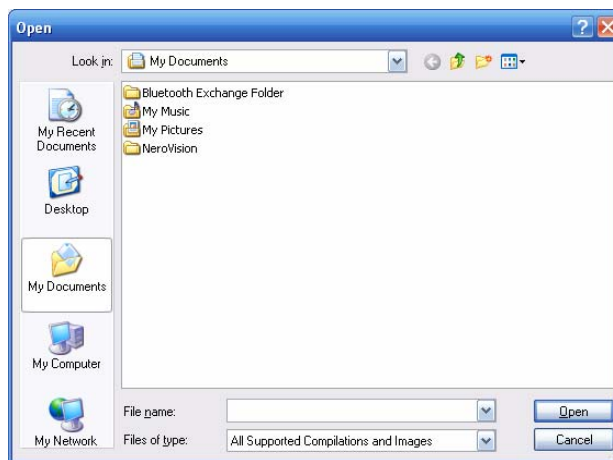 Open
Look in: My Documents
My Recent
Documents
Desktop
My Documents
My Computer
My Network
Bluetooth Exchange Folder
My Music
My Pictures
NeroVision
File name:
Open
Files of type: All Supported Compilations and Images
Cancel